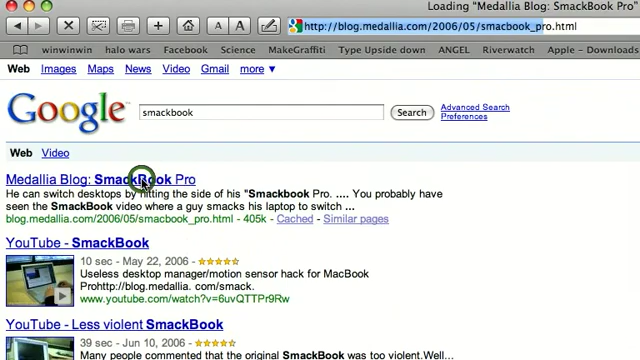 Loading "Medallia Blog: SmackBook Pro
A A Google http://blog.medallia.com/2006/05/smacbook_pro.html
winwinwin halo wars Facebook Science MakeGraffiti Type Upside down ANGEL Riverwatch Apple - Downloads
Web Images Maps News Video Gmail more ▼
Google smackbook Search Advanced Search
Preferences
Web Video
Medallia Blog: SmackBook Pro
He can switch desktops by hitting the side of his "Smackbook Pro. .... You probably have
seen the SmackBook video where a guy smacks his laptop to switch ...
blog.medallia.com/2006/05/smacbook_pro.html - 405k - Cached - Similar pages
YouTube - SmackBook
10 sec - May 22, 2006 -
Useless desktop manager/motion sensor hack for MacBook
Prohttp://blog.medallia. com/smack.
www.youtube.com/watch?v=6uvQTTPr9Rw
YouTube - Less violent SmackBook
39 sec - Jun 10, 2006 -
Many people commented that the original SmackBook was too violent.Well...